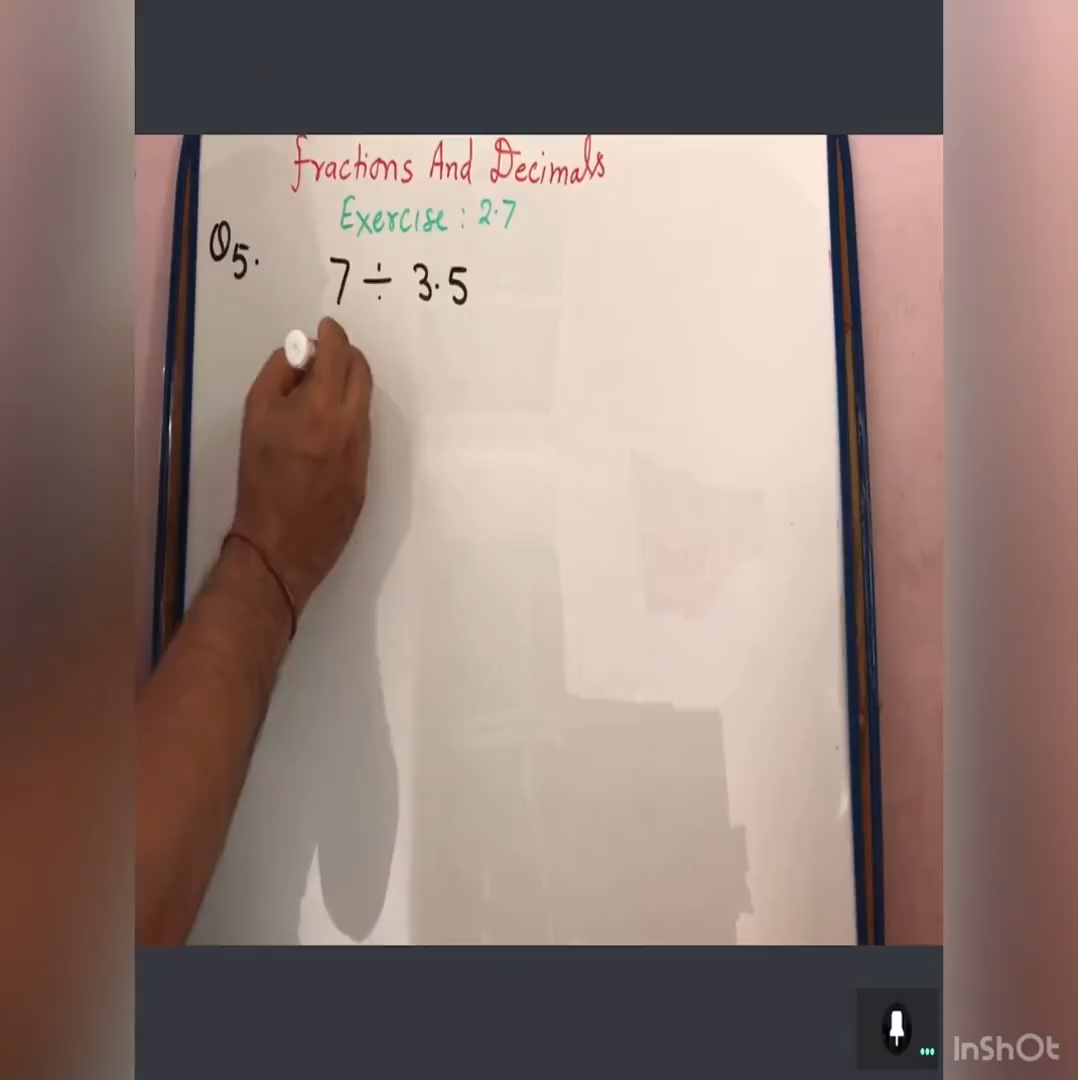 Fractions And Decimals
Exercise : 2.7
Q5. 7 ÷ 3.5
InShOt